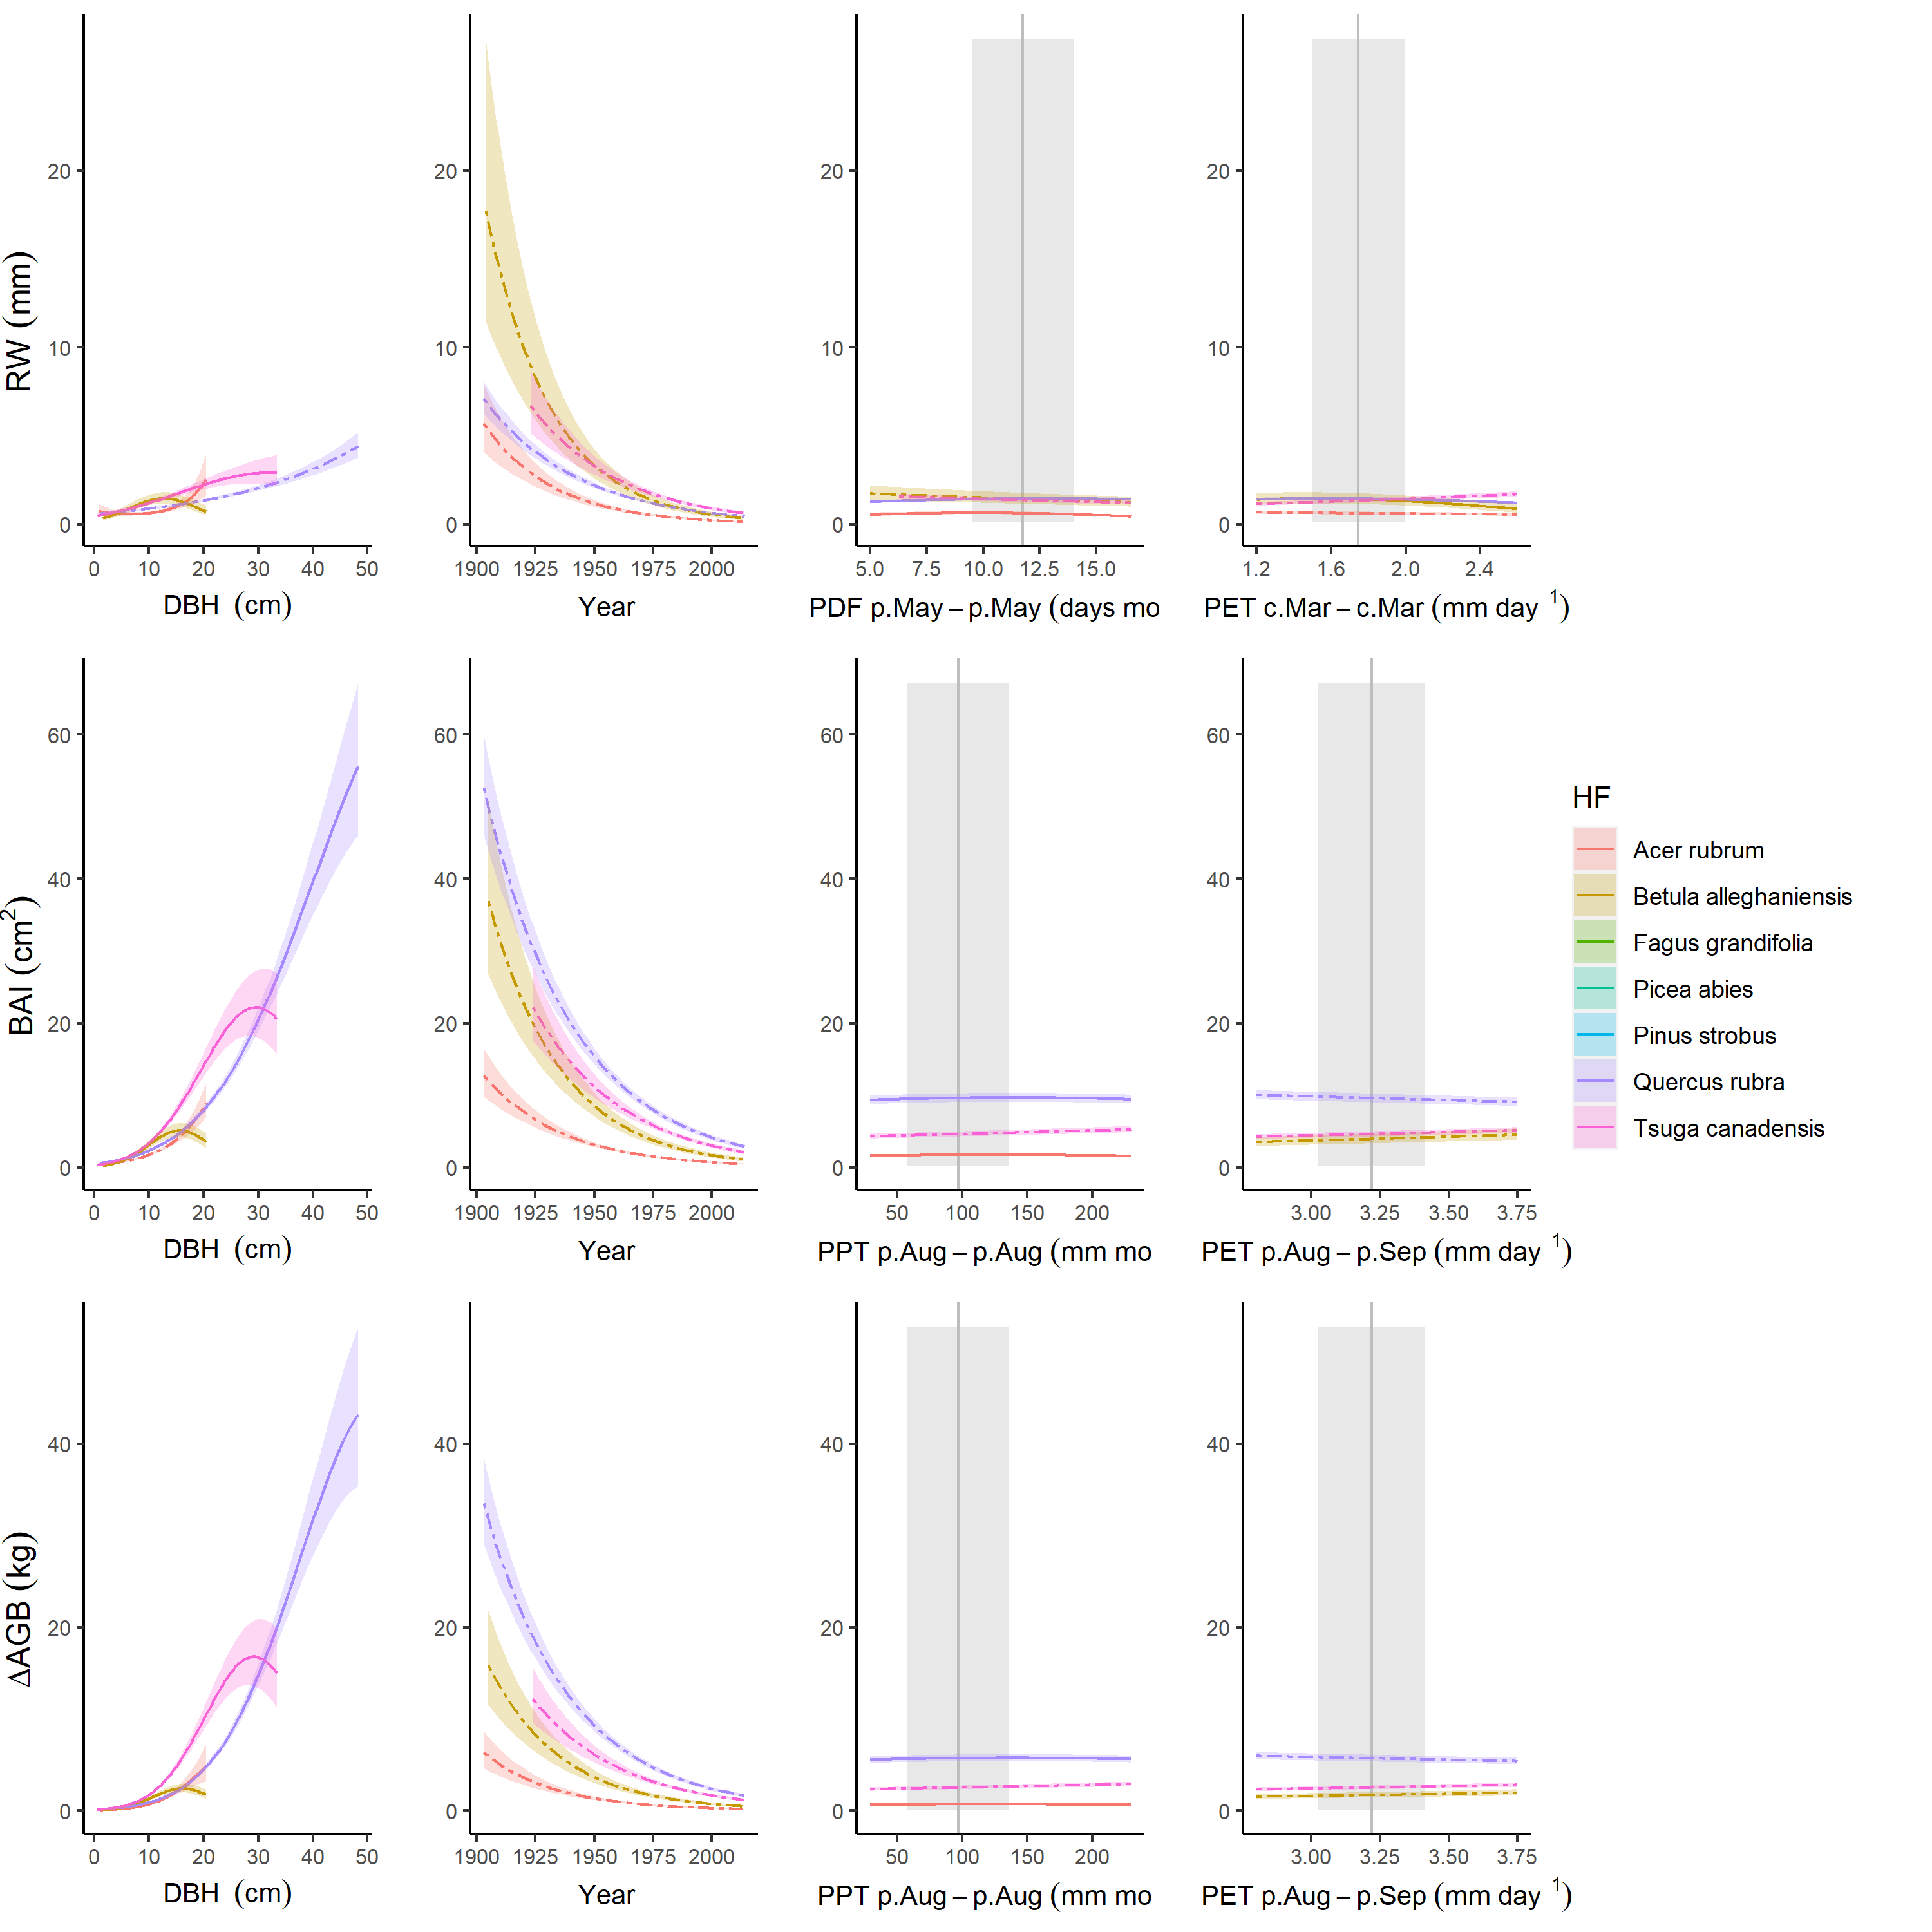 RW (mm)
20
10
0
0 10 20 30 40 50
DBH (cm)
20
10
0
1900 1925 1950 1975 2000
Year
20
10
0
5.0 7.5 10.0 12.5 15.0
PDF p.May – p.May (days mo
20
10
0
1.2 1.6 2.0 2.4
PET c.Mar – c.Mar (mm day⁻¹)
BAI (cm²)
60
40
20
0
0 10 20 30 40 50
DBH (cm)
60
40
20
0
1900 1925 1950 1975 2000
Year
60
40
20
0
50 100 150 200
PPT p.Aug – p.Aug (mm mo⁻
60
40
20
0
3.00 3.25 3.50 3.75
PET p.Aug – p.Sep (mm day⁻¹)
HF
Acer rubrum
Betula alleghaniensis
Fagus grandifolia
Picea abies
Pinus strobus
Quercus rubra
Tsuga canadensis
ΔAGB (kg)
40
20
0
0 10 20 30 40 50
DBH (cm)
40
20
0
1900 1925 1950 1975 2000
Year
40
20
0
50 100 150 200
PPT p.Aug – p.Aug (mm mo⁻
40
20
0
3.00 3.25 3.50 3.75
PET p.Aug – p.Sep (mm day⁻¹)